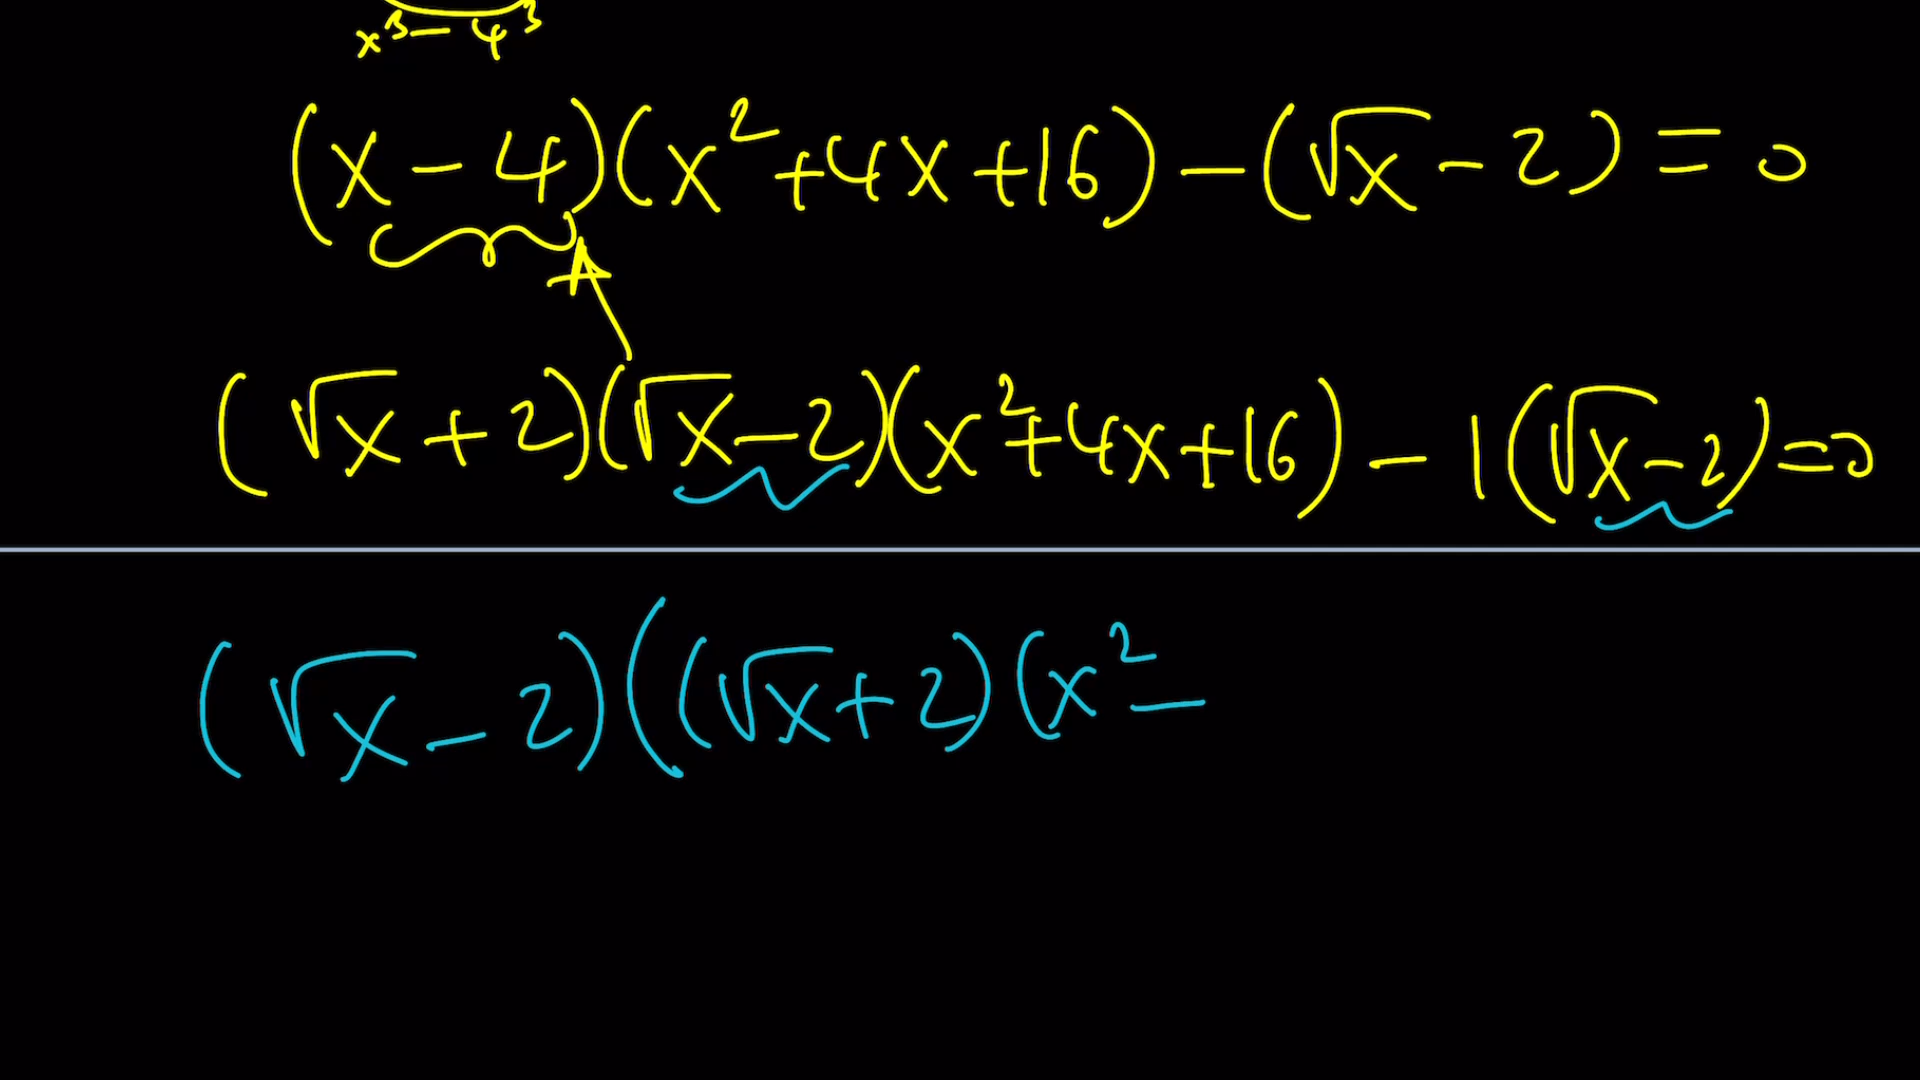 x³ − 4³
(x − 4)(x² + 4x + 16) − (√x − 2) = 0
(√x + 2)(√x − 2)(x² + 4x + 16) − 1(√x − 2) = 0
(√x − 2)((√x + 2)(x² −